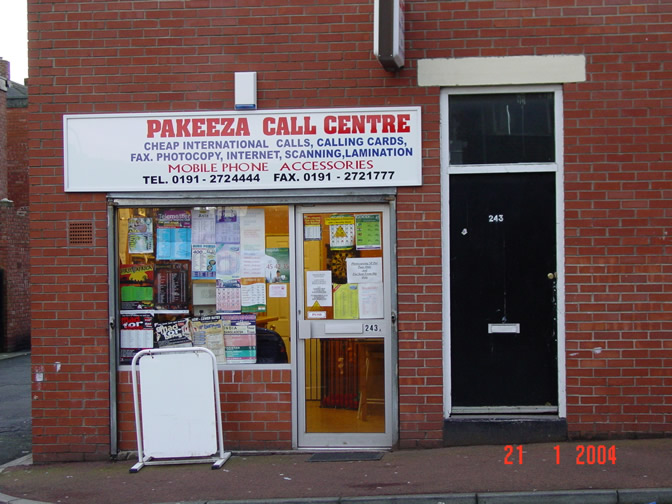 PAKEEZA CALL CENTRE
CHEAP INTERNATIONAL CALLS, CALLING CARDS,
FAX. PHOTOCOPY, INTERNET, SCANNING,LAMINATION
MOBILE PHONE ACCESSORIES
TEL. 0191 - 2724444 FAX. 0191 - 2721777
243
243
21 1 2004